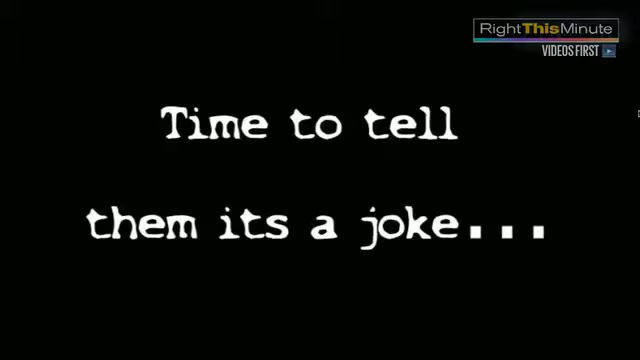 RightThisMinute
VIDEOS FIRST
Time to tell
them its a joke...